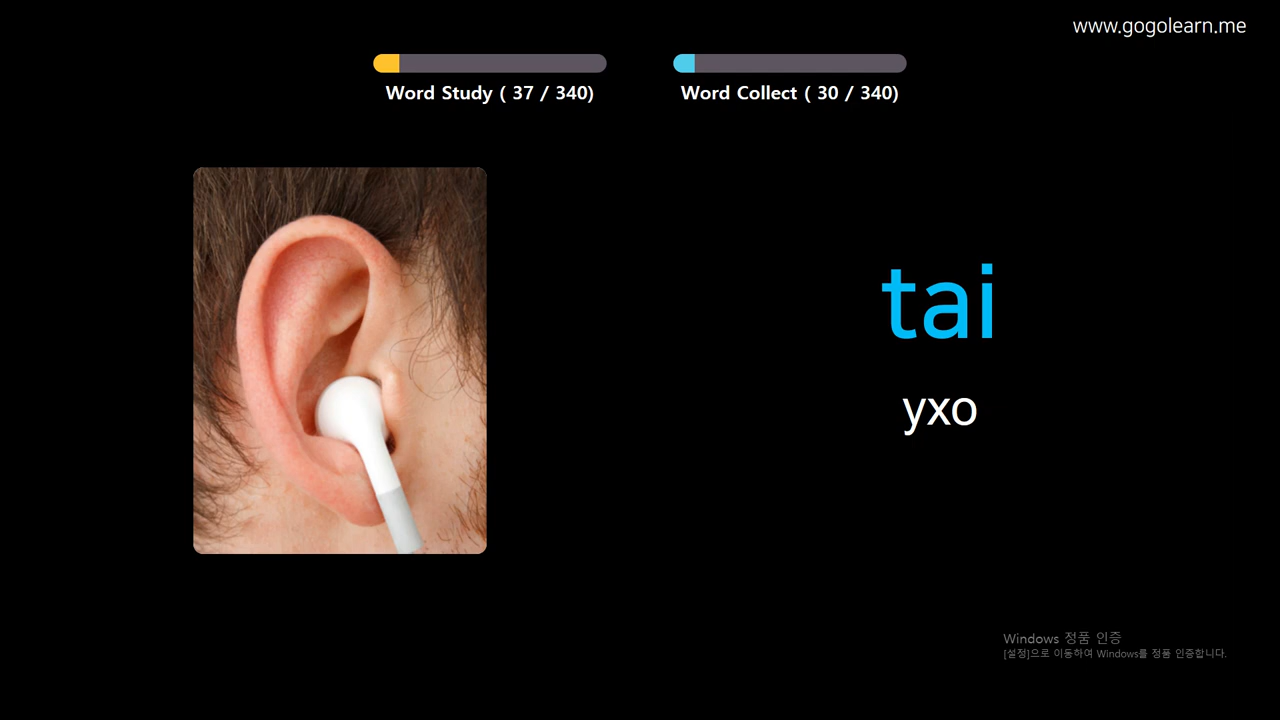 www.gogolearn.me
Word Study ( 37 / 340)
Word Collect ( 30 / 340)
tai
ухо
Windows 정품 인증
[설정]으로 이동하여 Windows를 정품 인증합니다.